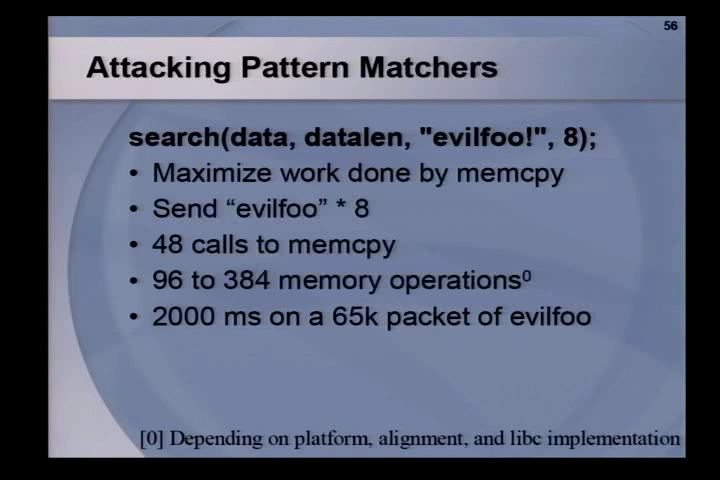 56
Attacking Pattern Matchers
search(data, datalen, "evilfoo!", 8);
• Maximize work done by memcpy
• Send “evilfoo” * 8
• 48 calls to memcpy
• 96 to 384 memory operations⁰
• 2000 ms on a 65k packet of evilfoo
[0] Depending on platform, alignment, and libc implementation